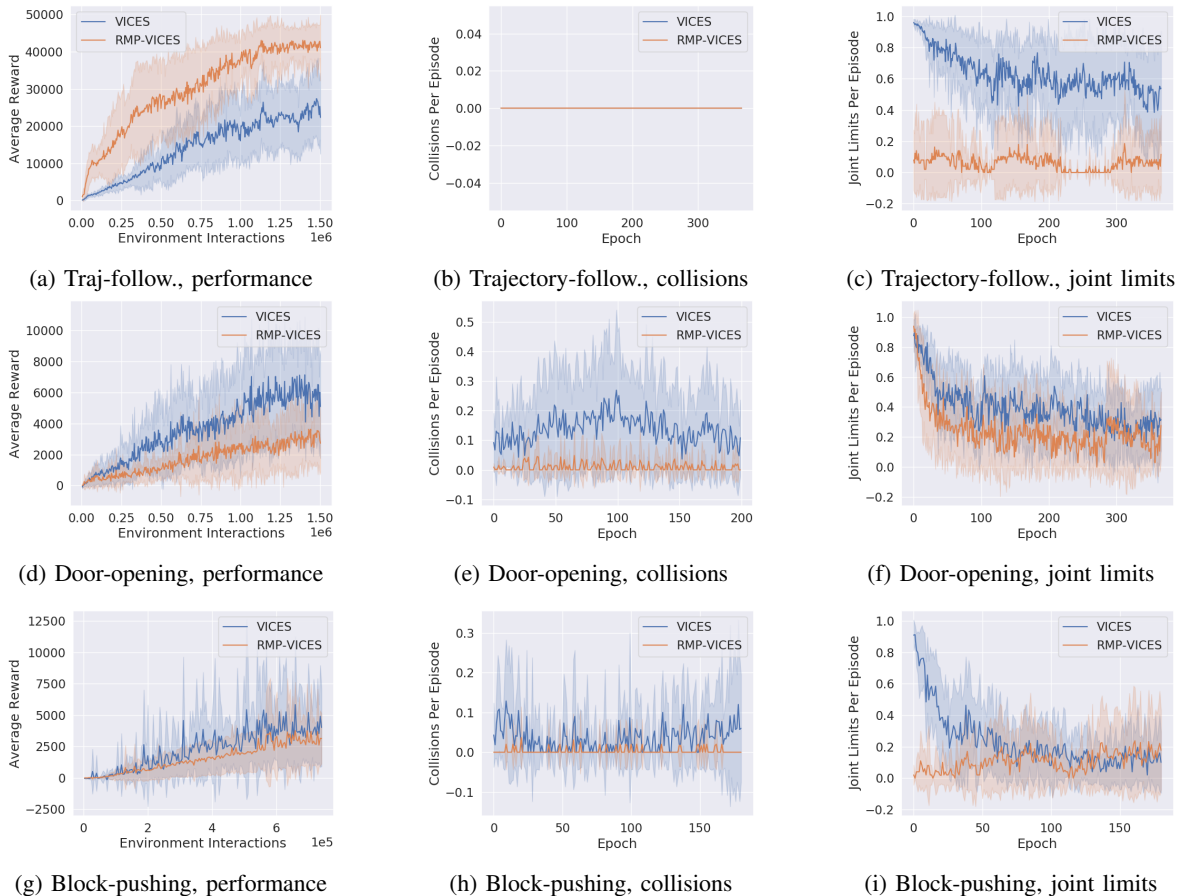 VICES
RMP-VICES
50000
40000
30000
20000
10000
0
Average Reward
0.00 0.25 0.50 0.75 1.00 1.25 1.50
Environment Interactions 1e6
(a) Traj-follow., performance
VICES
RMP-VICES
0.04
0.02
0.00
−0.02
−0.04
Collisions Per Episode
0 100 200 300
Epoch
(b) Trajectory-follow., collisions
VICES
RMP-VICES
1.0
0.8
0.6
0.4
0.2
0.0
−0.2
Joint Limits Per Episode
0 100 200 300
Epoch
(c) Trajectory-follow., joint limits
VICES
RMP-VICES
10000
8000
6000
4000
2000
0
Average Reward
0.00 0.25 0.50 0.75 1.00 1.25 1.50
Environment Interactions 1e6
(d) Door-opening, performance
VICES
RMP-VICES
0.5
0.4
0.3
0.2
0.1
0.0
−0.1
Collisions Per Episode
0 50 100 150 200
Epoch
(e) Door-opening, collisions
VICES
RMP-VICES
1.0
0.8
0.6
0.4
0.2
0.0
−0.2
Joint Limits Per Episode
0 100 200 300
Epoch
(f) Door-opening, joint limits
VICES
RMP-VICES
12500
10000
7500
5000
2500
0
−2500
Average Reward
0 2 4 6
Environment Interactions 1e5
(g) Block-pushing, performance
VICES
RMP-VICES
0.3
0.2
0.1
0.0
−0.1
Collisions Per Episode
0 50 100 150
Epoch
(h) Block-pushing, collisions
VICES
RMP-VICES
1.0
0.8
0.6
0.4
0.2
0.0
−0.2
Joint Limits Per Episode
0 50 100 150
Epoch
(i) Block-pushing, joint limits